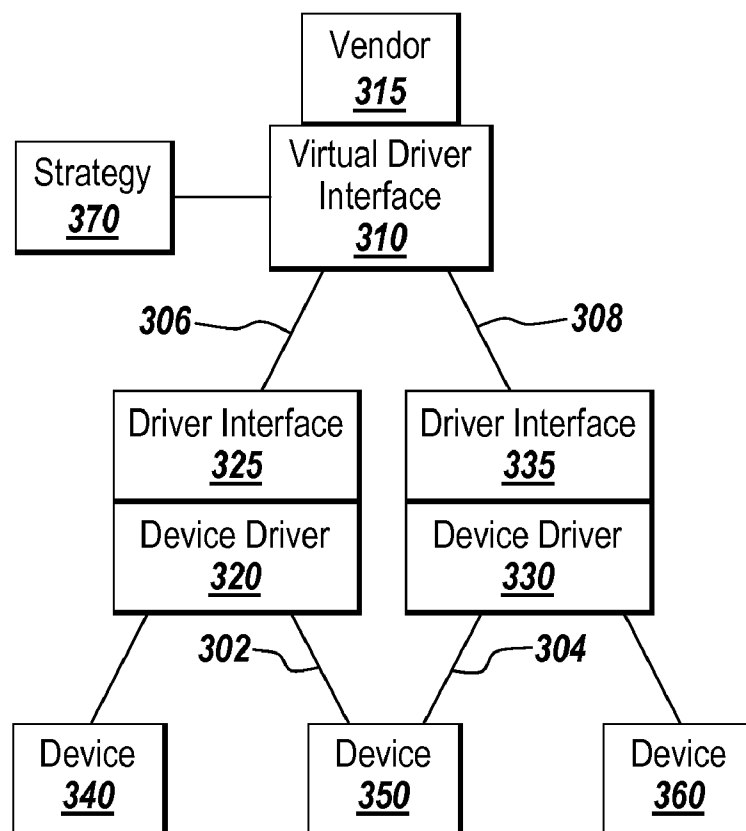 Vendor
315
Virtual Driver
Interface
310
Strategy
370
306
308
Driver Interface
325
Driver Interface
335
Device Driver
320
Device Driver
330
302
304
Device
340
Device
350
Device
360